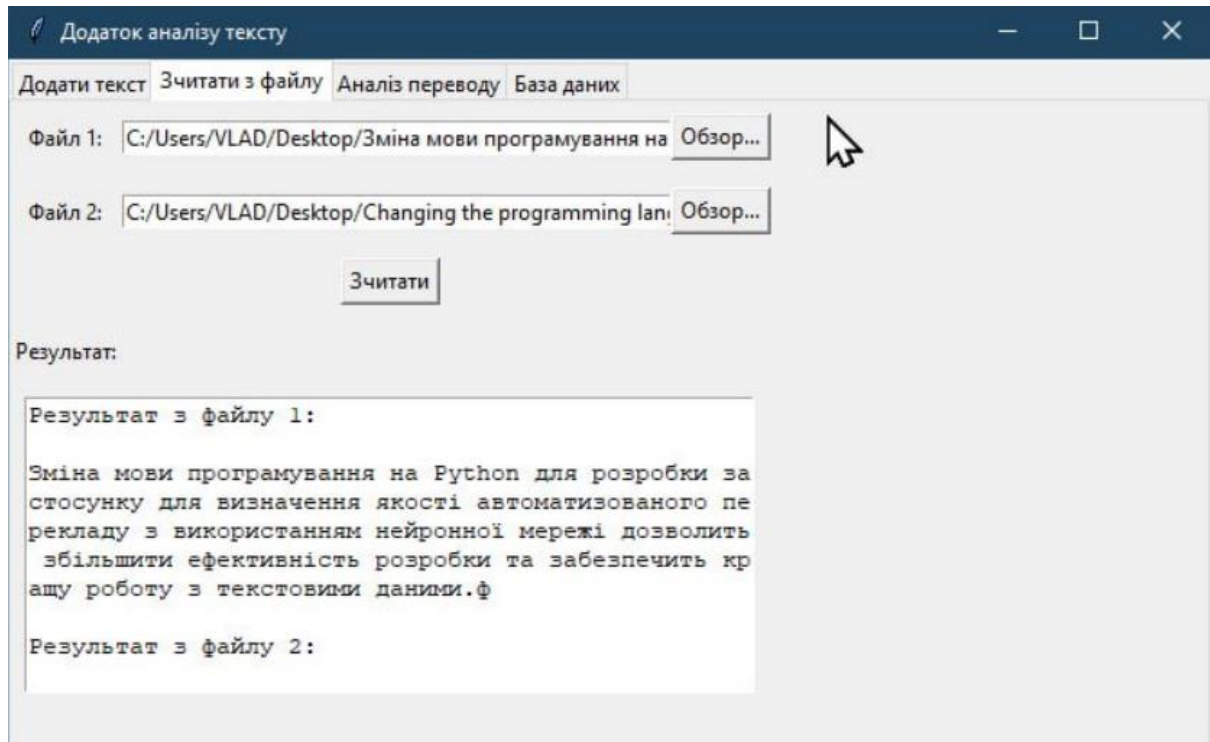 Додаток аналізу тексту
Додати текст Зчитати з файлу Аналіз переводу База даних
Файл 1: C:/Users/VLAD/Desktop/Зміна мови програмування на Обзор...
Файл 2: C:/Users/VLAD/Desktop/Changing the programming lang Обзор...
Зчитати
Результат:
Результат з файлу 1:
Зміна мови програмування на Python для розробки за
стосунку для визначення якості автоматизованого пе
рекладу з використанням нейронної мережі дозволить
збільшити ефективність розробки та забезпечить кр
ащу роботу з текстовими даними.ф
Результат з файлу 2: